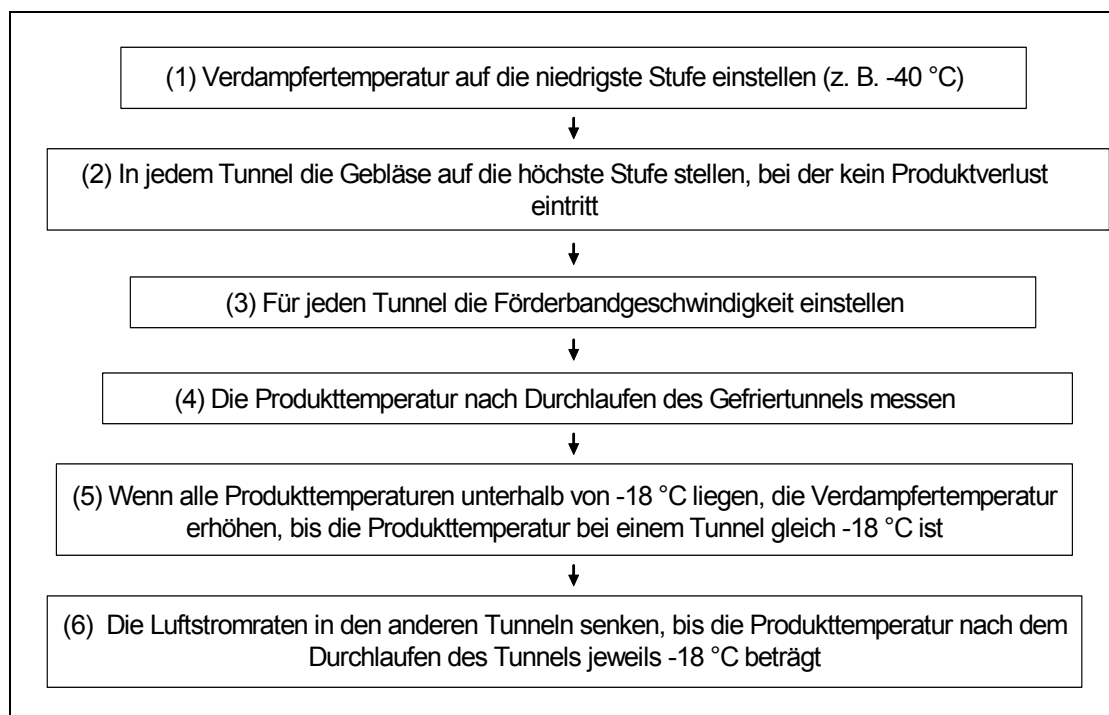 (1) Verdampfertemperatur auf die niedrigste Stufe einstellen (z. B. -40 °C)
(2) In jedem Tunnel die Gebläse auf die höchste Stufe stellen, bei der kein Produktverlust
eintritt
(3) Für jeden Tunnel die Förderbandgeschwindigkeit einstellen
(4) Die Produkttemperatur nach Durchlaufen des Gefriertunnels messen
(5) Wenn alle Produkttemperaturen unterhalb von -18 °C liegen, die Verdampfertemperatur
erhöhen, bis die Produkttemperatur bei einem Tunnel gleich -18 °C ist
(6) Die Luftstromraten in den anderen Tunneln senken, bis die Produkttemperatur nach dem
Durchlaufen des Tunnels jeweils -18 °C beträgt